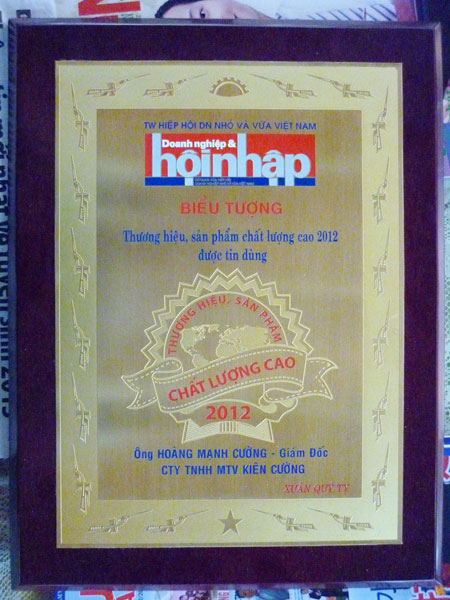 TW HIỆP HỘI DN NHỎ VÀ VỪA VIỆT NAM
Doanh nghiệp &
hộinhập
BIỂU TƯỢNG
Thương hiệu, sản phẩm chất lượng cao 2012
được tin dùng
THƯƠNG HIỆU, SẢN PHẨM
CHẤT LƯỢNG CAO
2012
Ông HOÀNG MẠNH CƯỜNG - Giám Đốc
CTY TNHH MTV KIÊN CƯỜNG
XUÂN QUÝ TỴ